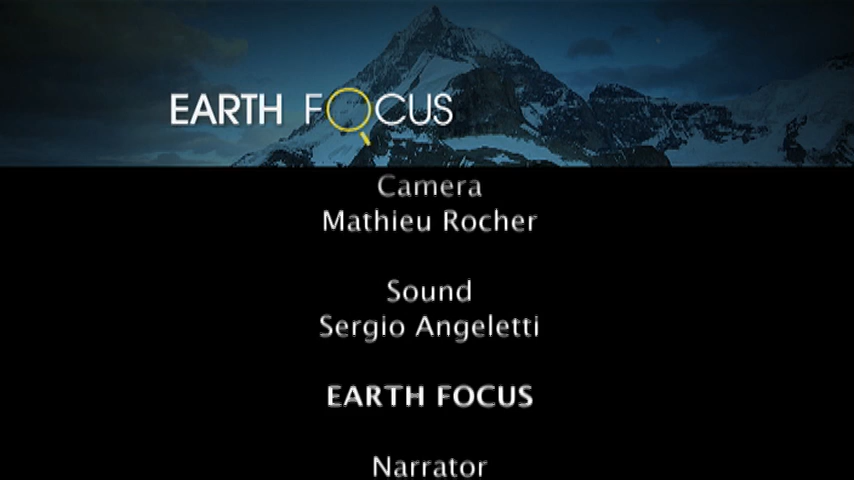 EARTH FOCUS
Camera
Mathieu Rocher
Sound
Sergio Angeletti
EARTH FOCUS
Narrator